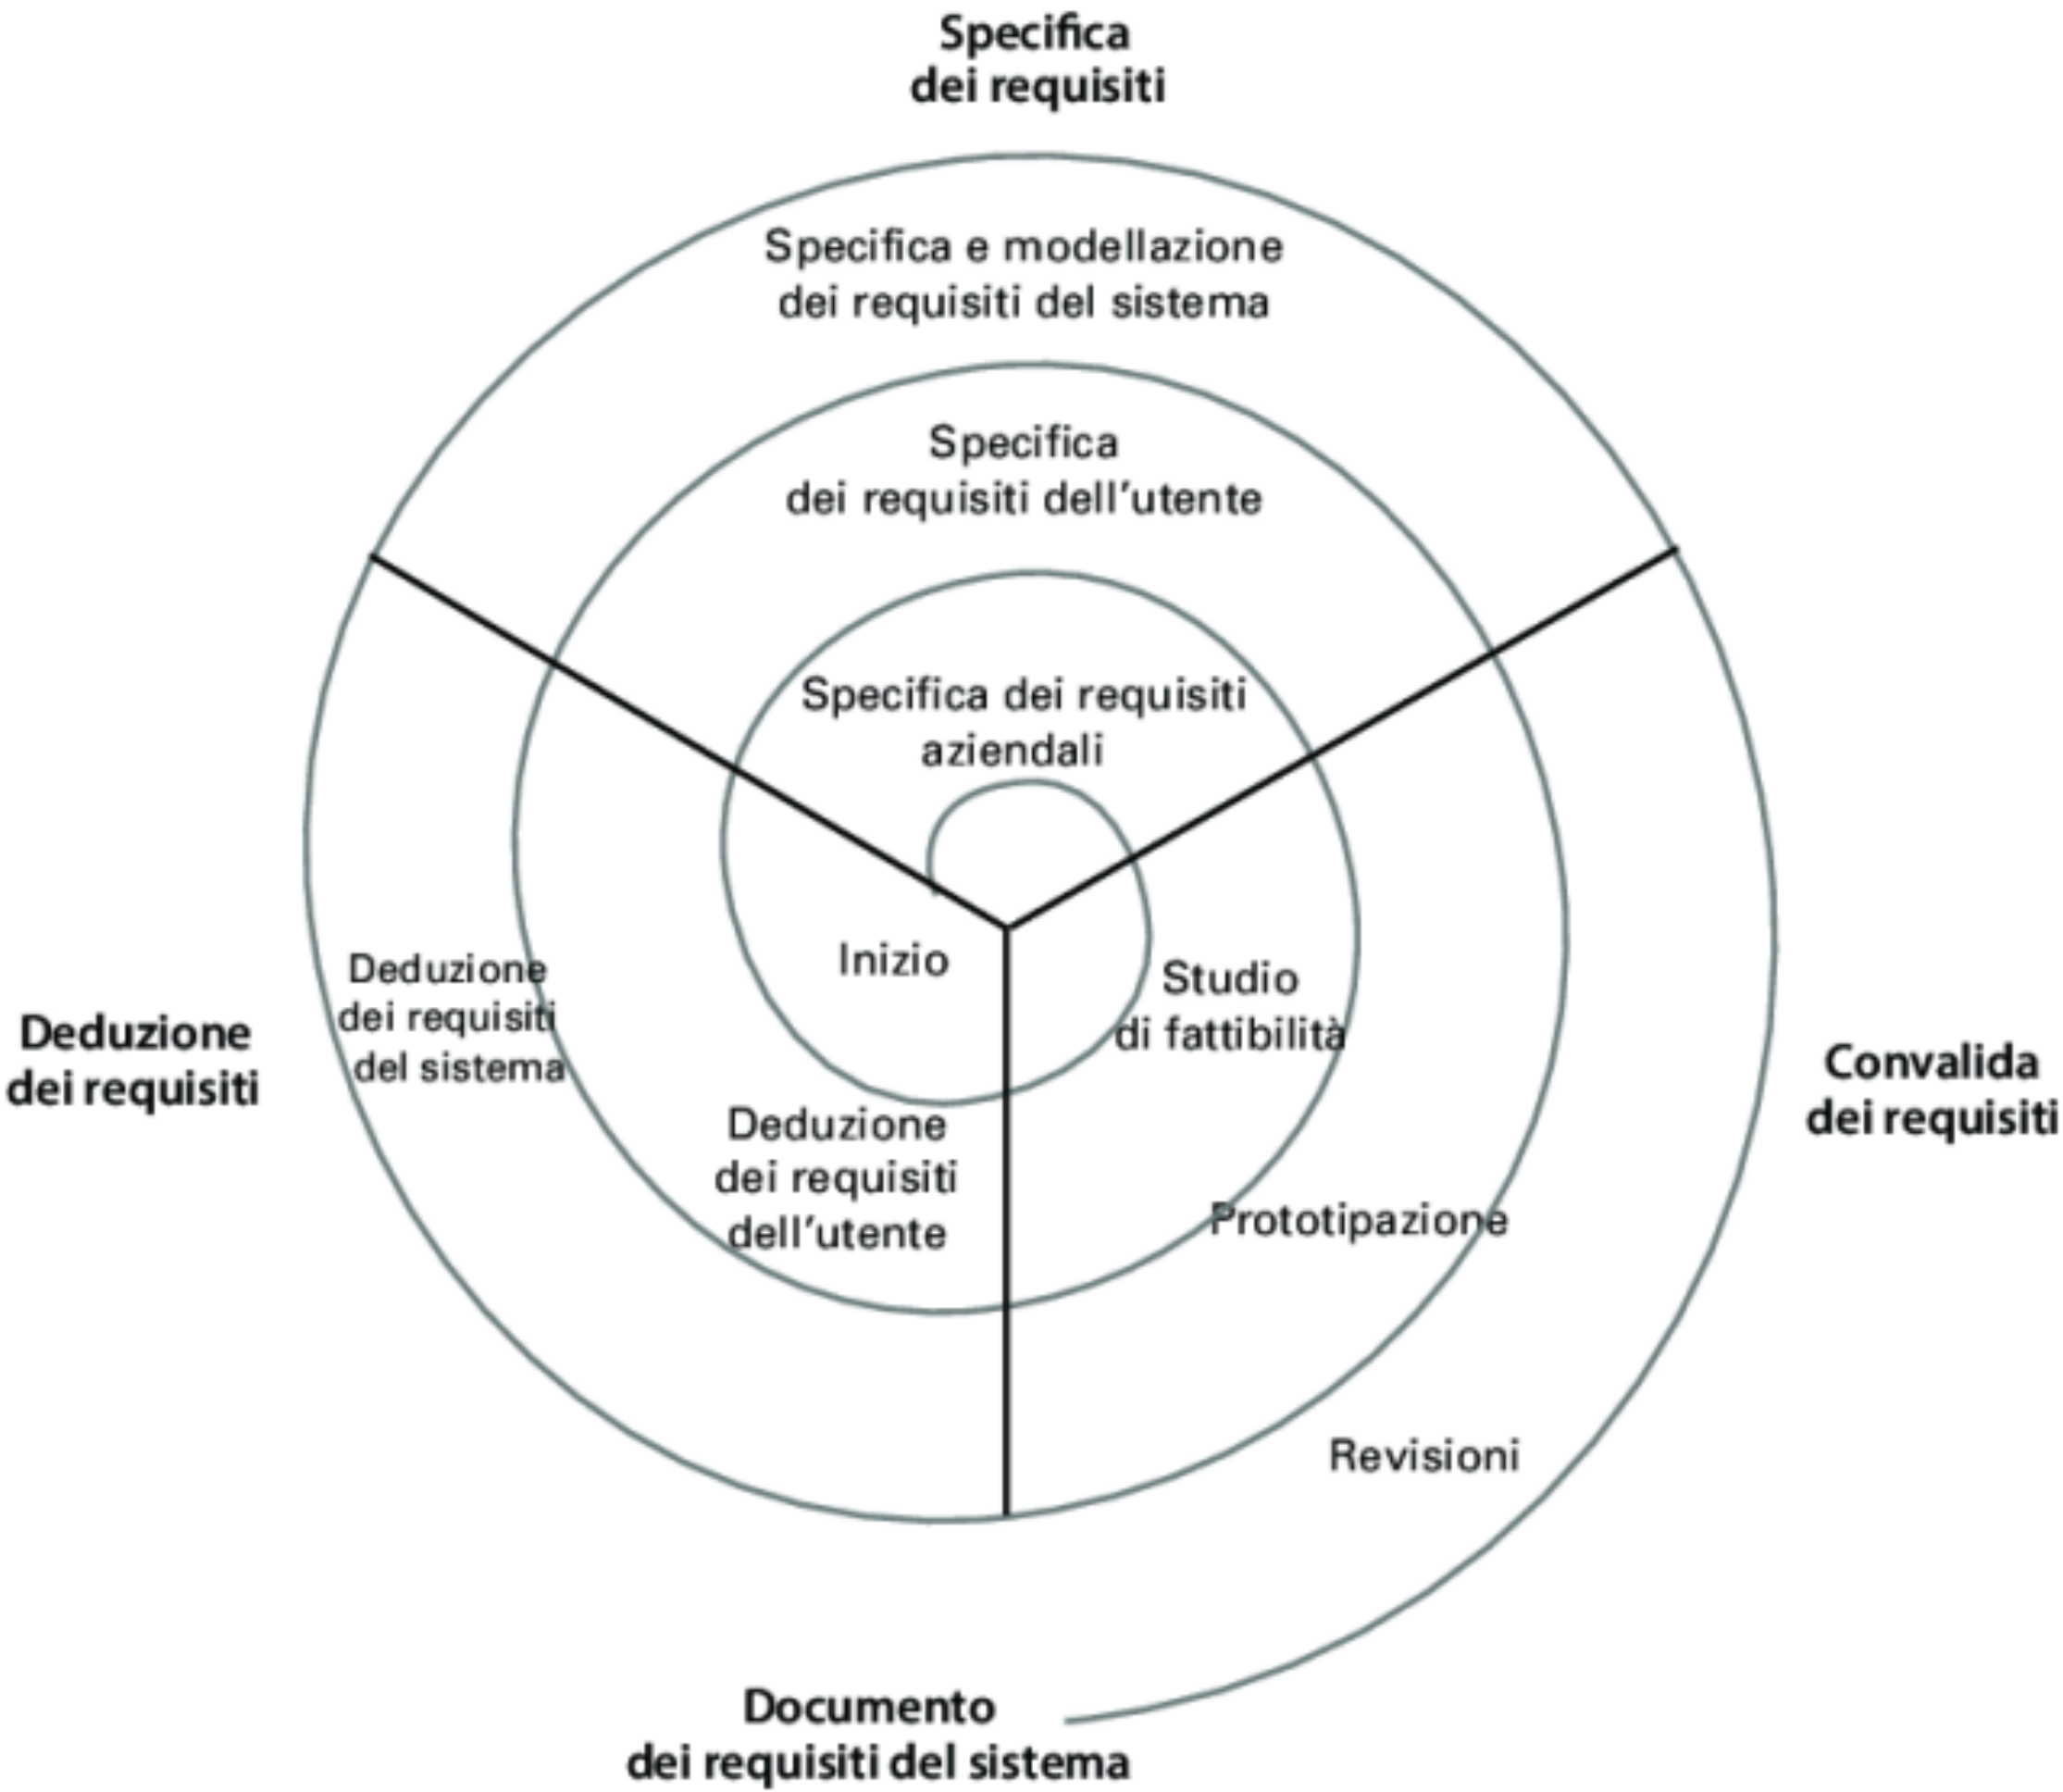 Specifica
dei requisiti
Specifica e modellazione
dei requisiti del sistema
Specifica
dei requisiti dell’utente
Specifica dei requisiti
aziendali
Inizio
Studio
di fattibilità
Deduzione
dei requisiti
del sistema
Deduzione
dei requisiti
Convalida
dei requisiti
Deduzione
dei requisiti
dell’utente
Prototipazione
Revisioni
Documento
dei requisiti del sistema